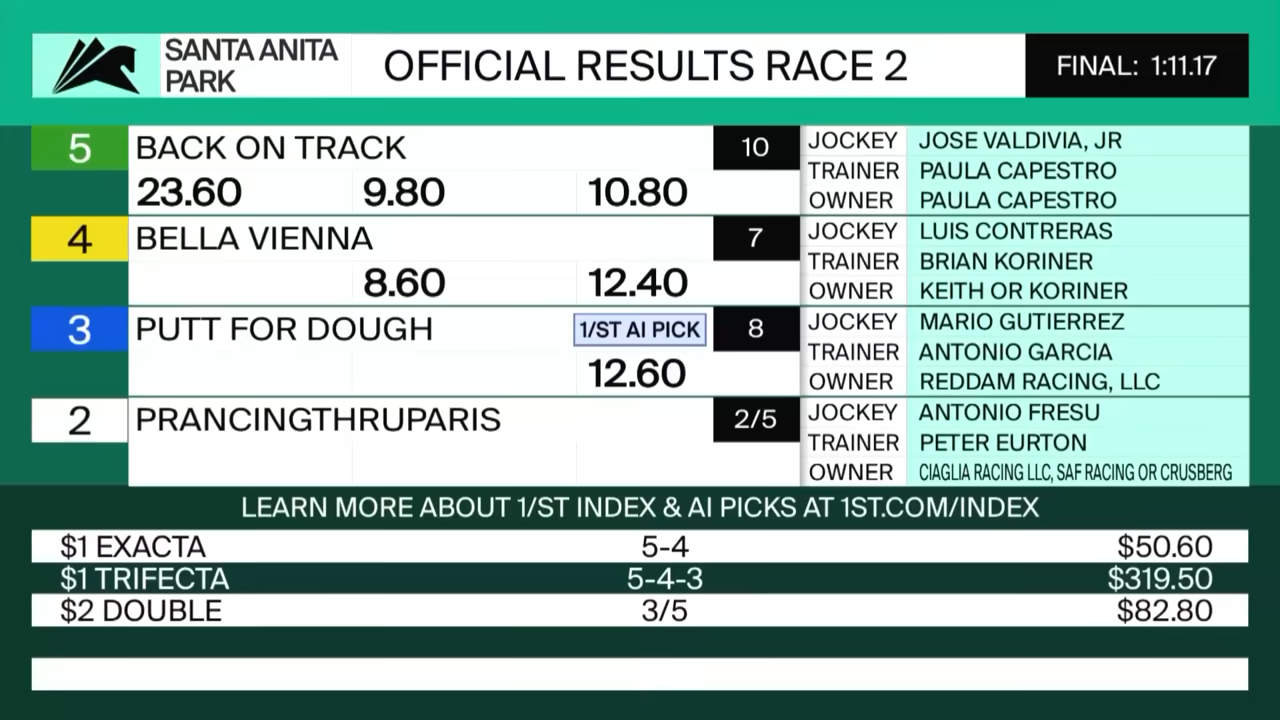 SANTA ANITA
PARK
OFFICIAL RESULTS RACE 2
FINAL: 1:11.17
5 BACK ON TRACK 10
23.60 9.80 10.80
JOCKEY JOSE VALDIVIA, JR
TRAINER PAULA CAPESTRO
OWNER PAULA CAPESTRO
4 BELLA VIENNA 7
8.60 12.40
JOCKEY LUIS CONTRERAS
TRAINER BRIAN KORINER
OWNER KEITH OR KORINER
3 PUTT FOR DOUGH 1/ST AI PICK 8
12.60
JOCKEY MARIO GUTIERREZ
TRAINER ANTONIO GARCIA
OWNER REDDAM RACING, LLC
2 PRANCINGTHRUPARIS 2/5
JOCKEY ANTONIO FRESU
TRAINER PETER EURTON
OWNER CIAGLIA RACING LLC, SAF RACING OR CRUSBERG
LEARN MORE ABOUT 1/ST INDEX & AI PICKS AT 1ST.COM/INDEX
$1 EXACTA 5-4 $50.60
$1 TRIFECTA 5-4-3 $319.50
$2 DOUBLE 3/5 $82.80